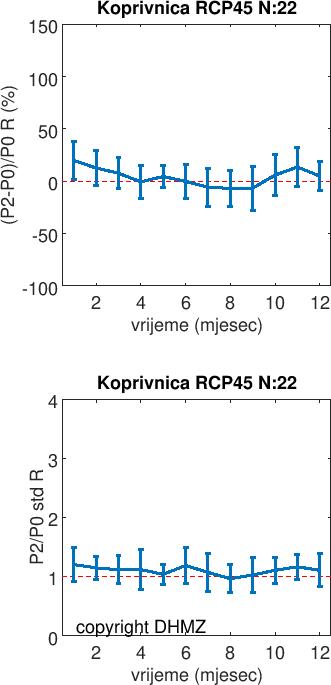 Koprivnica RCP45 N:22
(P2-P0)/P0 R (%)
150
100
50
0
-50
-100
2 4 6 8 10 12
vrijeme (mjesec)
Koprivnica RCP45 N:22
P2/P0 std R
4
3
2
1
0
copyright DHMZ
2 4 6 8 10 12
vrijeme (mjesec)